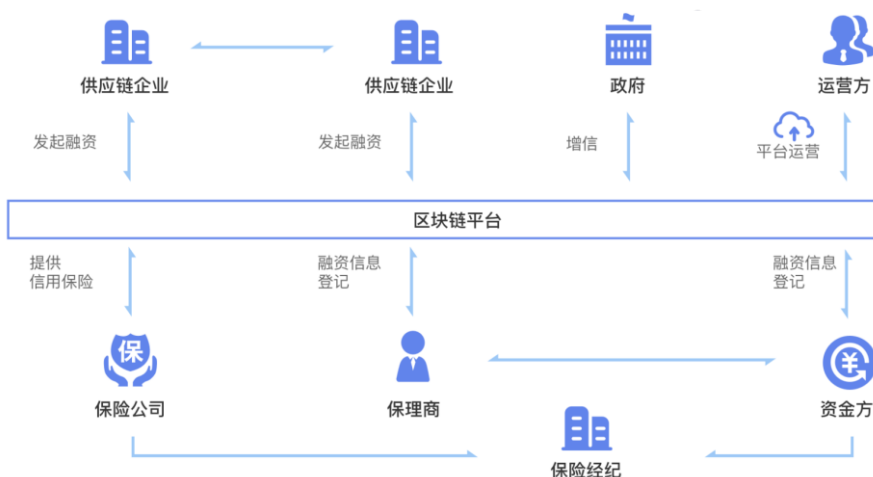 供应链企业
供应链企业
政府
运营方
发起融资
发起融资
增信
平台运营
区块链平台
提供
信用保险
融资信息
登记
融资信息
登记
保
¥
保险公司
保理商
资金方
保险经纪